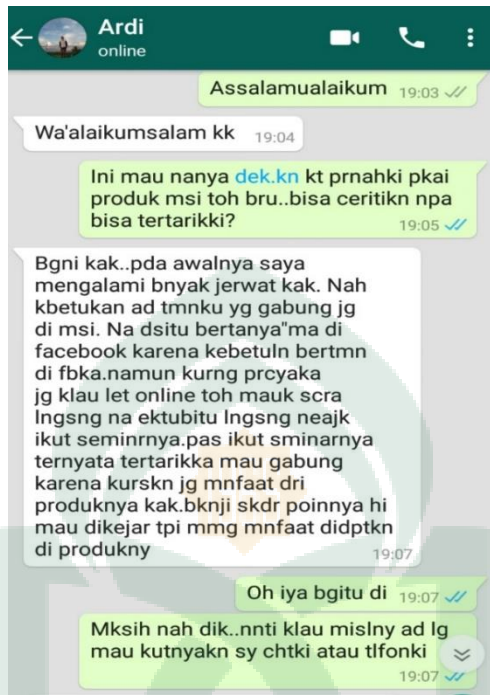 Ardi
online
Assalamualaikum 19:03
Wa'alaikumsalam kk 19:04
Ini mau nanya dek.kn kt prnahki pkai
produk msi toh bru..bisa ceritikn npa
bisa tertarikki?
19:05
Bgni kak..pda awalnya saya
mengalami bnyak jerwat kak. Nah
kbetukan ad tmnku yg gabung jg
di msi. Na dsitu bertanya"ma di
facebook karena kebetuln bertmn
di fbka.namun kurng prcyaka
jg klau let online toh mauk scra
lngsng na ektubitu lngsng neajk
ikut seminrnya.pas ikut sminarnya
ternyata tertarikka mau gabung
karena kurskn jg mnfaat dri
produknya kak.bknji skdr poinnya hi
mau dikejar tpi mmg mnfaat didptkn
di produkny
19:07
Oh iya bgitu di 19:07
Mksih nah dik..nnti klau mislny ad lg
mau kutnyakn sy chtki atau tlfonki
19:07